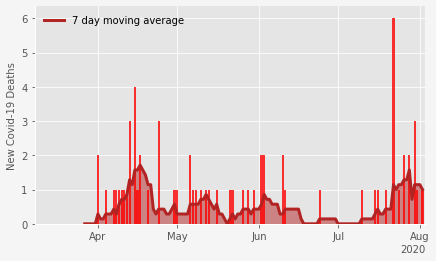 7 day moving average
New Covid-19 Deaths
6
5
4
3
2
1
0
Apr
May
Jun
Jul
Aug
2020